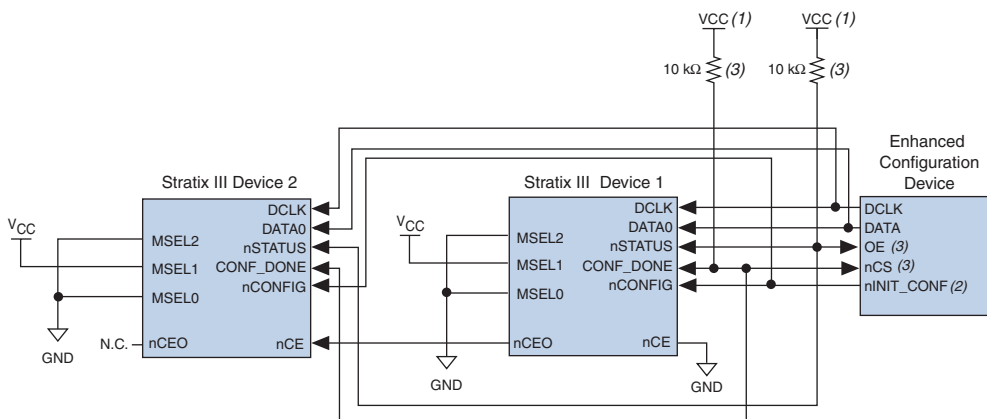 VCC (1)
VCC (1)
10 kΩ
(3)
10 kΩ
(3)
Enhanced
Configuration
Device
Stratix III Device 2
Stratix III Device 1
VCC
MSEL2
MSEL1
MSEL0
DCLK
DATA0
nSTATUS
CONF_DONE
nCONFIG
GND
N.C.
nCEO
nCE
VCC
MSEL2
MSEL1
MSEL0
DCLK
DATA0
nSTATUS
CONF_DONE
nCONFIG
GND
nCEO
nCE
GND
DCLK
DATA
OE (3)
nCS (3)
nINIT_CONF (2)